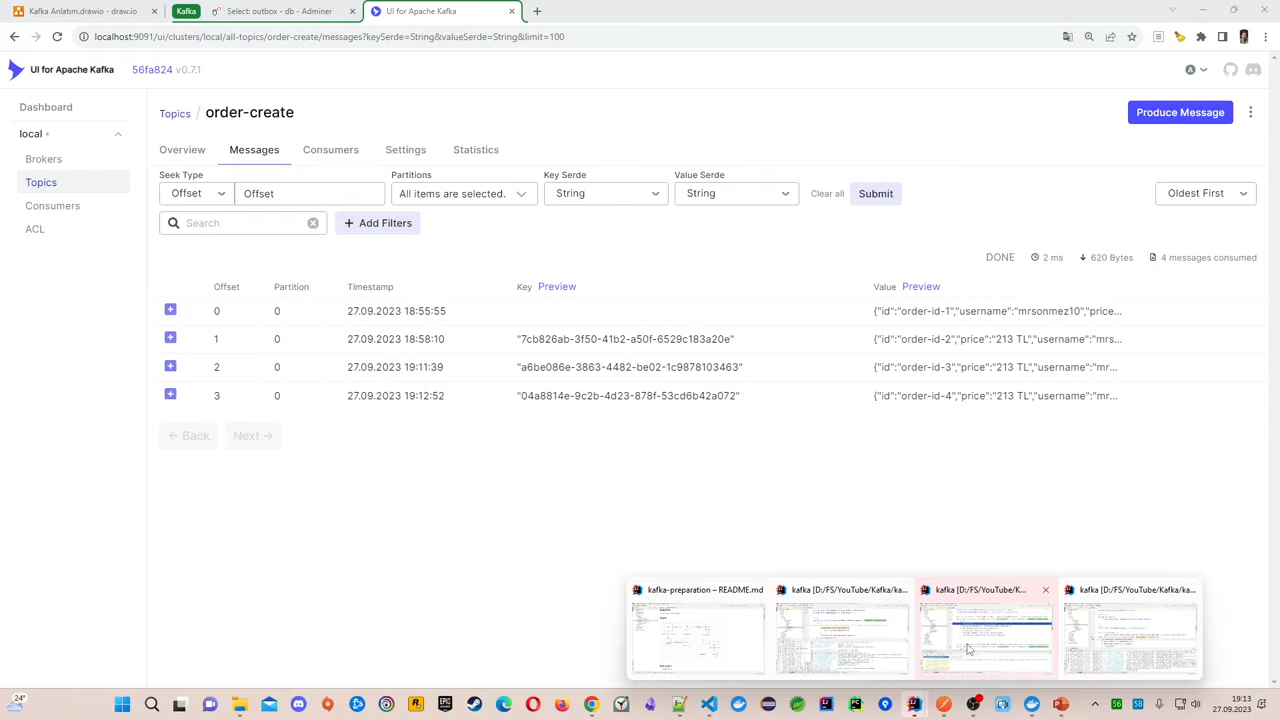 Kafka Anlatım.drawio - draw.io
Kafka
Select: outbox - db - Adminer
UI for Apache Kafka
localhost:9091/ui/clusters/local/all-topics/order-create/messages?keySerde=String&valueSerde=String&limit=100
UI for Apache Kafka
56fa824 v0.7.1
A
Dashboard
local
Brokers
Topics
Consumers
ACL
Topics / order-create
Produce Message
Overview
Messages
Consumers
Settings
Statistics
Seek Type
Partitions
Key Serde
Value Serde
Offset
Offset
All items are selected.
String
String
Clear all
Submit
Oldest First
Search
Add Filters
DONE
2 ms
620 Bytes
4 messages consumed
Offset Partition Timestamp Key Preview Value Preview
0 0 27.09.2023 18:55:55 {"id":"order-id-1","username":"mrsonmez10","price...
1 0 27.09.2023 18:58:10 "7cb826ab-3f50-41b2-a50f-6529c183a20e" {"id":"order-id-2","price":"213 TL","username":"mrs...
2 0 27.09.2023 19:11:39 "a6be086e-3863-4482-be02-1c9878103463" {"id":"order-id-3","price":"213 TL","username":"mr...
3 0 27.09.2023 19:12:52 "04a8814e-9c2b-4d23-878f-53cd6b42a072" {"id":"order-id-4","price":"213 TL","username":"mr...
← Back
Next →
kafka-preparation – README.md
kafka [D:/FS/YouTube/Kafka/ka...
kafka [D:/FS/YouTube/K...
kafka [D:/FS/YouTube/Kafka/ka...
24°
56
58
19:13
27.09.2023